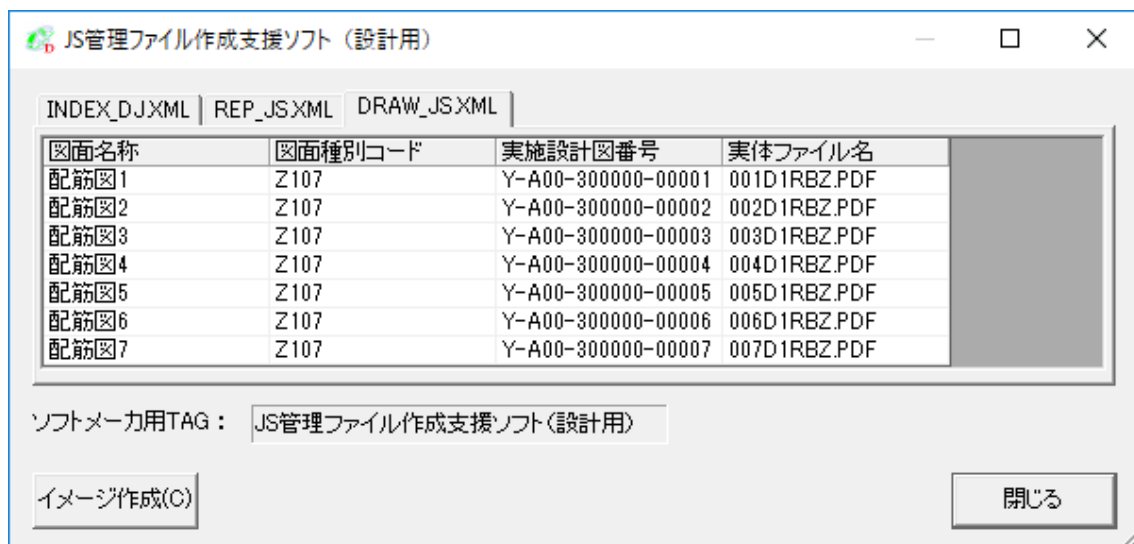 JS管理ファイル作成支援ソフト（設計用）
INDEX_DJ.XML REP_JS.XML DRAW_JS.XML
図面名称 図面種別コード 実施設計図番号 実体ファイル名
配筋図1 Z107 Y-A00-300000-00001 001D1RBZ.PDF
配筋図2 Z107 Y-A00-300000-00002 002D1RBZ.PDF
配筋図3 Z107 Y-A00-300000-00003 003D1RBZ.PDF
配筋図4 Z107 Y-A00-300000-00004 004D1RBZ.PDF
配筋図5 Z107 Y-A00-300000-00005 005D1RBZ.PDF
配筋図6 Z107 Y-A00-300000-00006 006D1RBZ.PDF
配筋図7 Z107 Y-A00-300000-00007 007D1RBZ.PDF
ソフトメーカ用TAG： JS管理ファイル作成支援ソフト（設計用）
イメージ作成(C) 閉じる